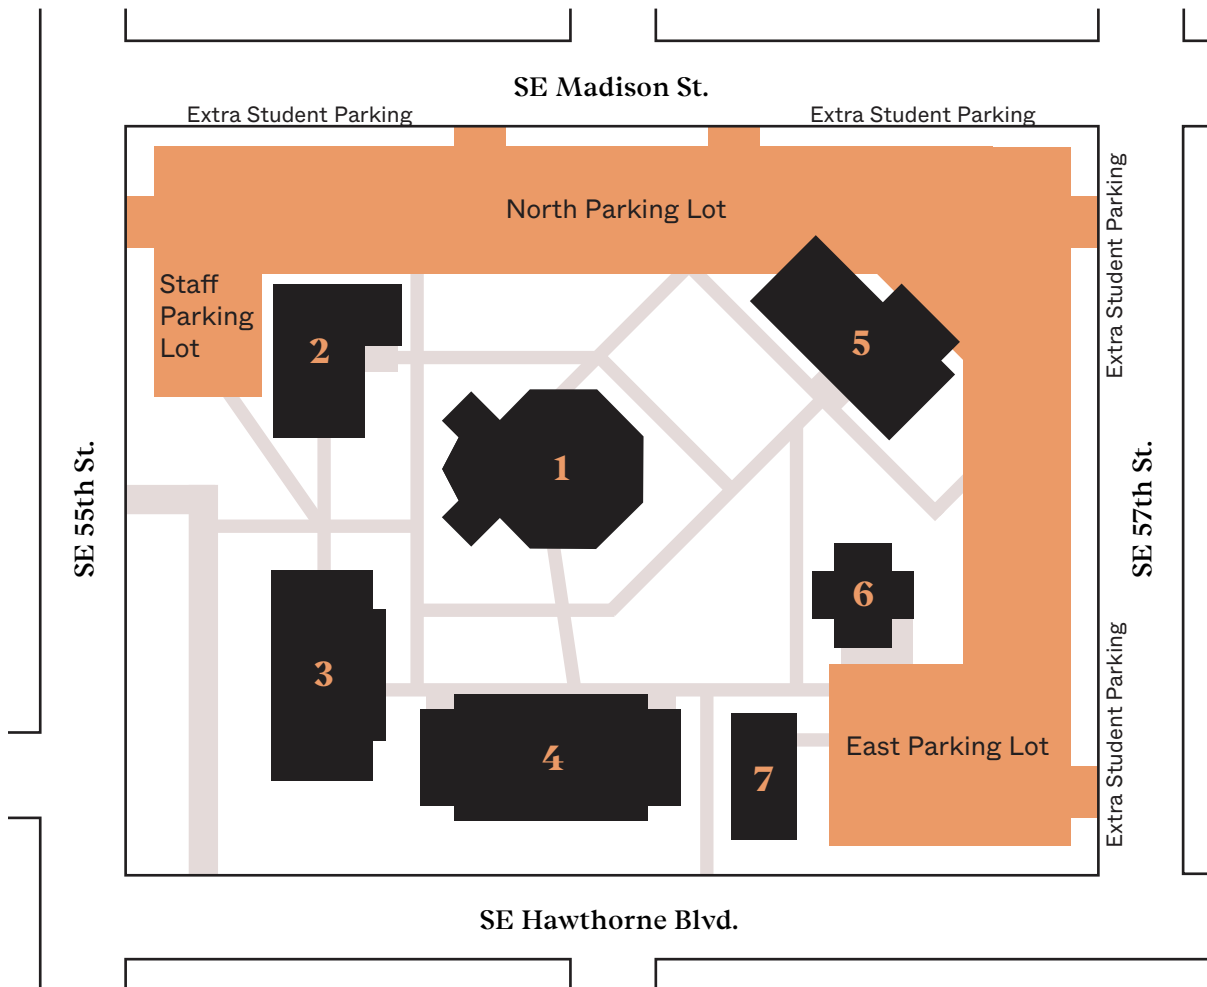 SE Madison St.
Extra Student Parking
Extra Student Parking
North Parking Lot
Extra Student Parking
Staff
Parking
Lot
2
5
1
SE 55th St.
SE 57th St.
6
3
Extra Student Parking
4
7
East Parking Lot
SE Hawthorne Blvd.